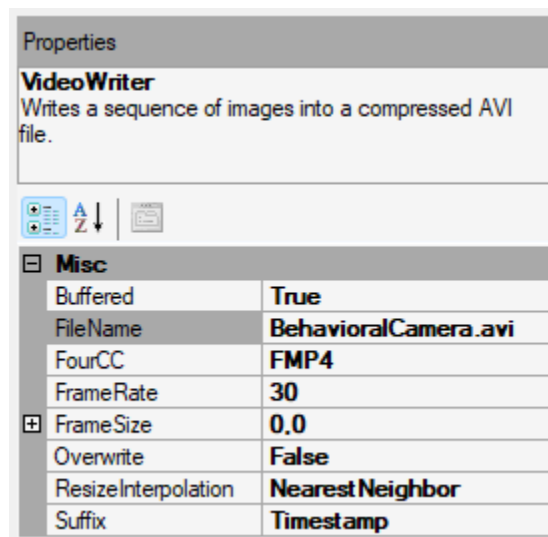 Properties
VideoWriter
Writes a sequence of images into a compressed AVI
file.
Misc
Buffered True
FileName BehavioralCamera.avi
FourCC FMP4
FrameRate 30
FrameSize 0,0
Overwrite False
ResizeInterpolation NearestNeighbor
Suffix Timestamp